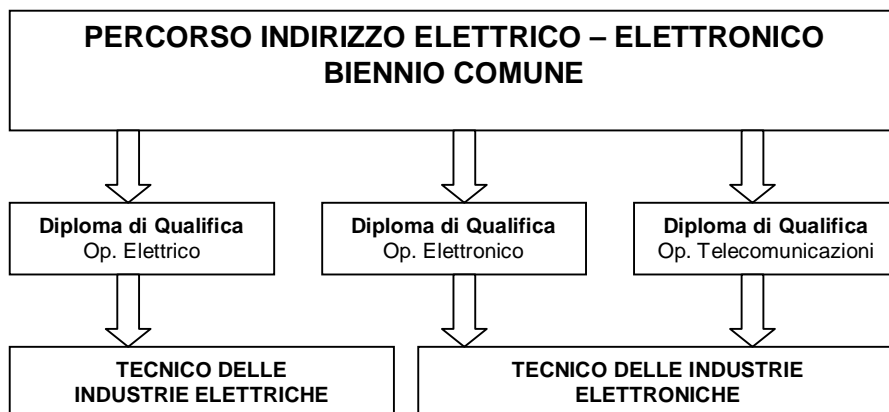 PERCORSO INDIRIZZO ELETTRICO – ELETTRONICO
BIENNIO COMUNE
Diploma di Qualifica
Op. Elettrico
Diploma di Qualifica
Op. Elettronico
Diploma di Qualifica
Op. Telecomunicazioni
TECNICO DELLE
INDUSTRIE ELETTRICHE
TECNICO DELLE INDUSTRIE
ELETTRONICHE